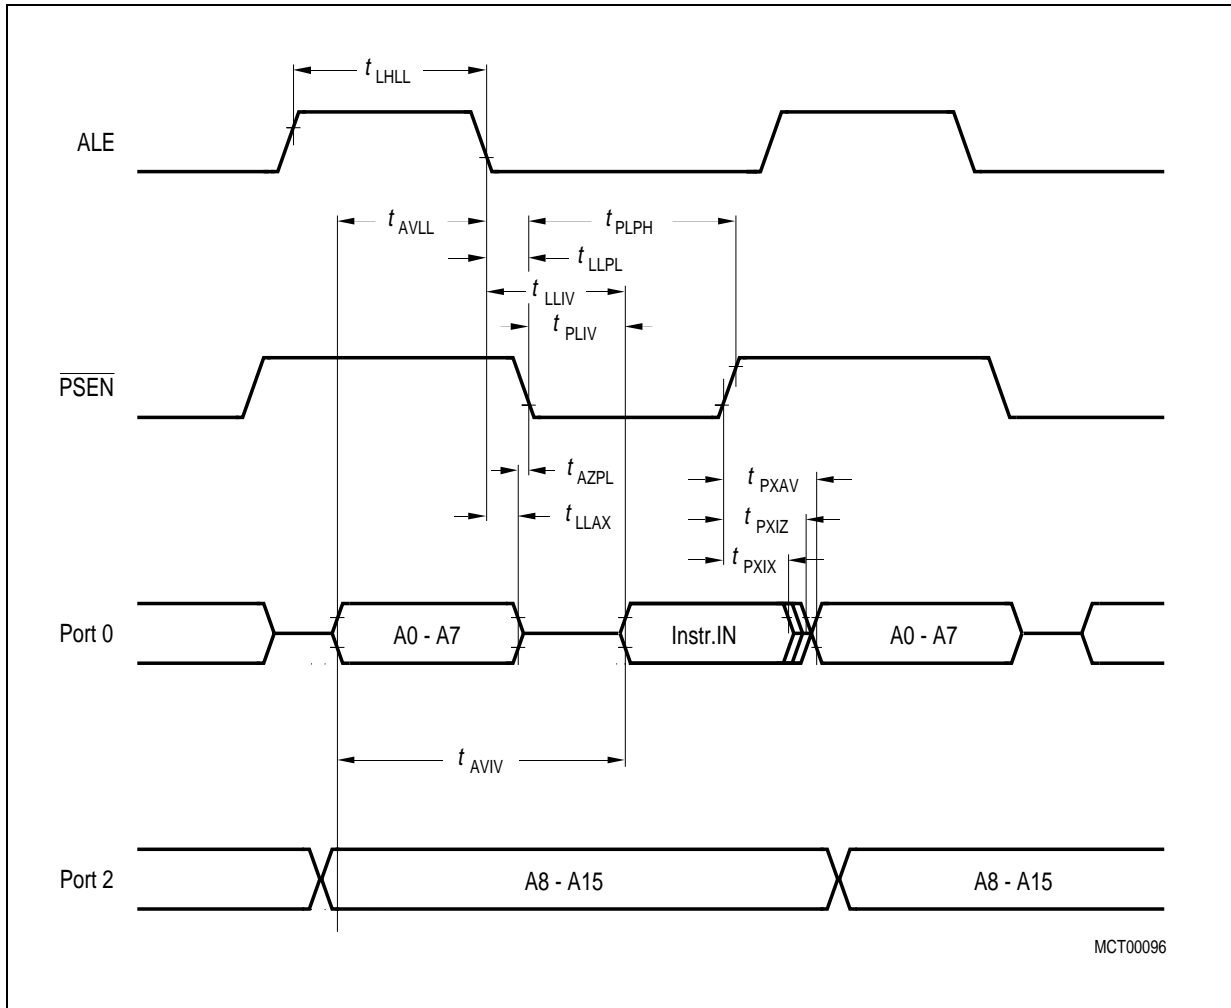 t LHLL
ALE
t AVLL
t PLPH
t LLPL
t LLIV
t PLIV
PSEN
t AZPL
t PXAV
t LLAX
t PXIZ
t PXIX
Port 0
A0 - A7
Instr.IN
A0 - A7
t AVIV
Port 2
A8 - A15
A8 - A15
MCT00096